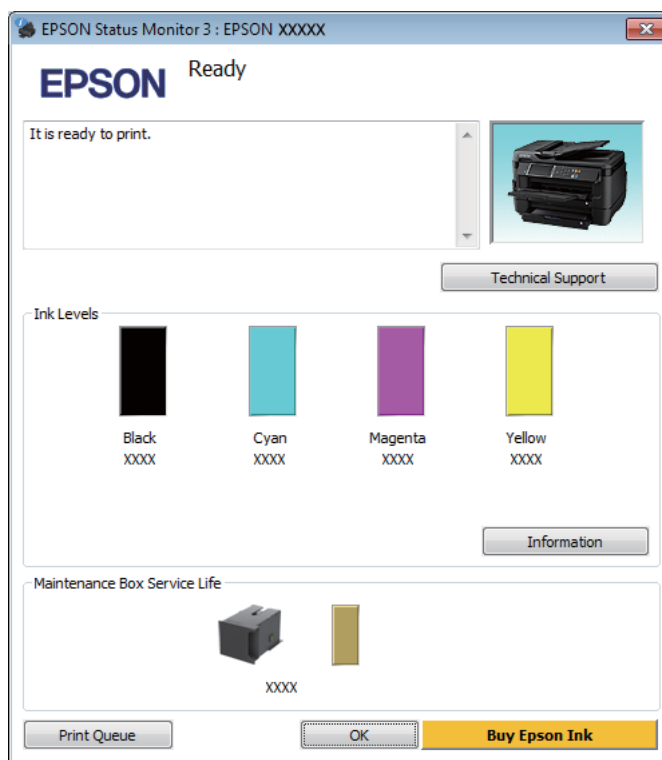 EPSON Status Monitor 3 : EPSON XXXXX
EPSON
Ready
It is ready to print.
Technical Support
Ink Levels
Black Cyan Magenta Yellow
XXXX XXXX XXXX XXXX
Information
Maintenance Box Service Life
XXXX
Print Queue OK Buy Epson Ink